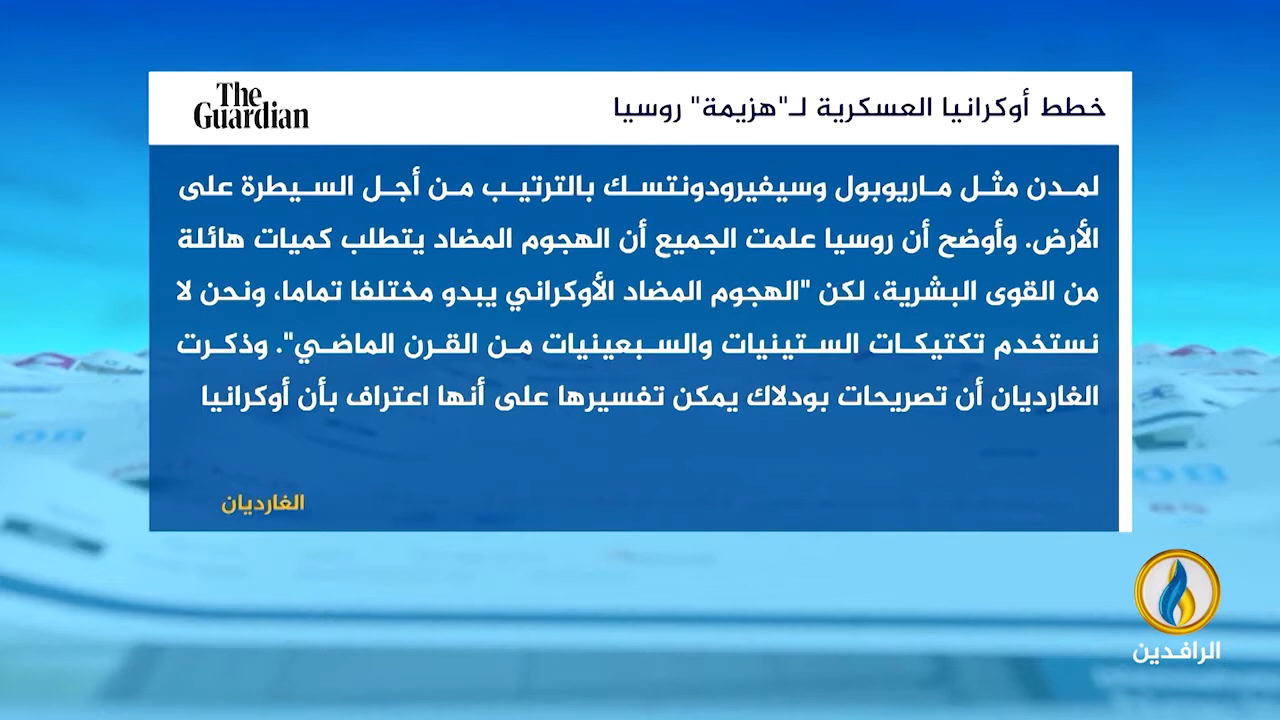 خطط أوكرانيا العسكرية لـ"هزيمة" روسيا
The
Guardian
لمدن مثل ماريوبول وسيفيرودونتسك بالترتيب من أجل السيطرة على
الأرض. وأوضح أن روسيا علمت الجميع أن الهجوم المضاد يتطلب كميات هائلة
من القوى البشرية، لكن "الهجوم المضاد الأوكراني يبدو مختلفا تماما، ونحن لا
نستخدم تكتيكات الستينيات والسبعينيات من القرن الماضي". وذكرت
الغارديان أن تصريحات بودلاك يمكن تفسيرها على أنها اعتراف بأن أوكرانيا
الغارديان
الرافدين